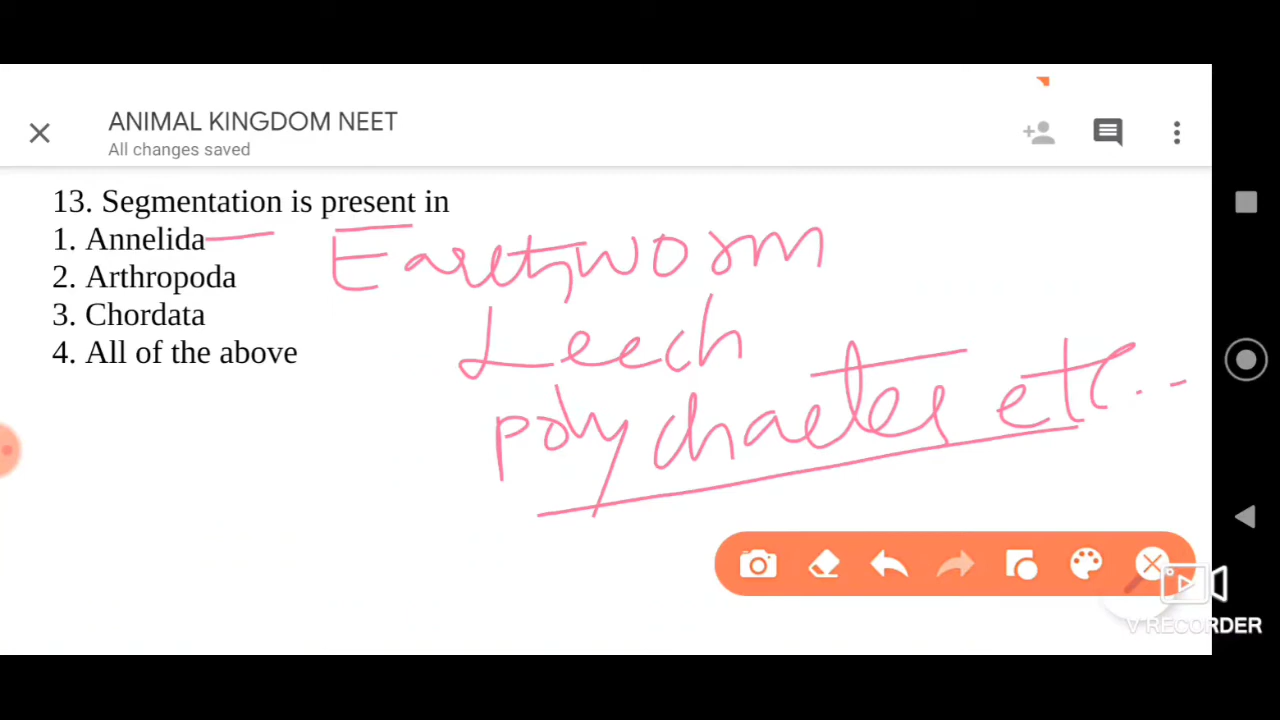 ANIMAL KINGDOM NEET
All changes saved
13. Segmentation is present in
1. Annelida
2. Arthropoda
3. Chordata
4. All of the above
Earethworm
Leech
polychaetes etc...
V RECORDER